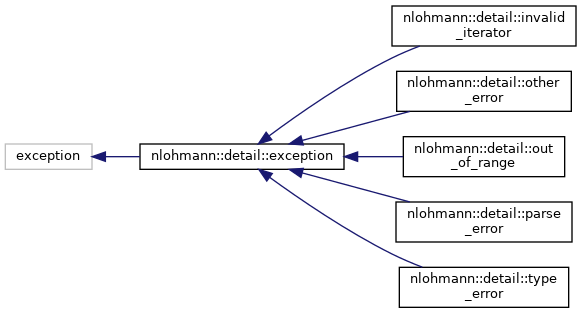 nlohmann::detail::invalid
_iterator
nlohmann::detail::other
_error
exception
nlohmann::detail::exception
nlohmann::detail::out
_of_range
nlohmann::detail::parse
_error
nlohmann::detail::type
_error